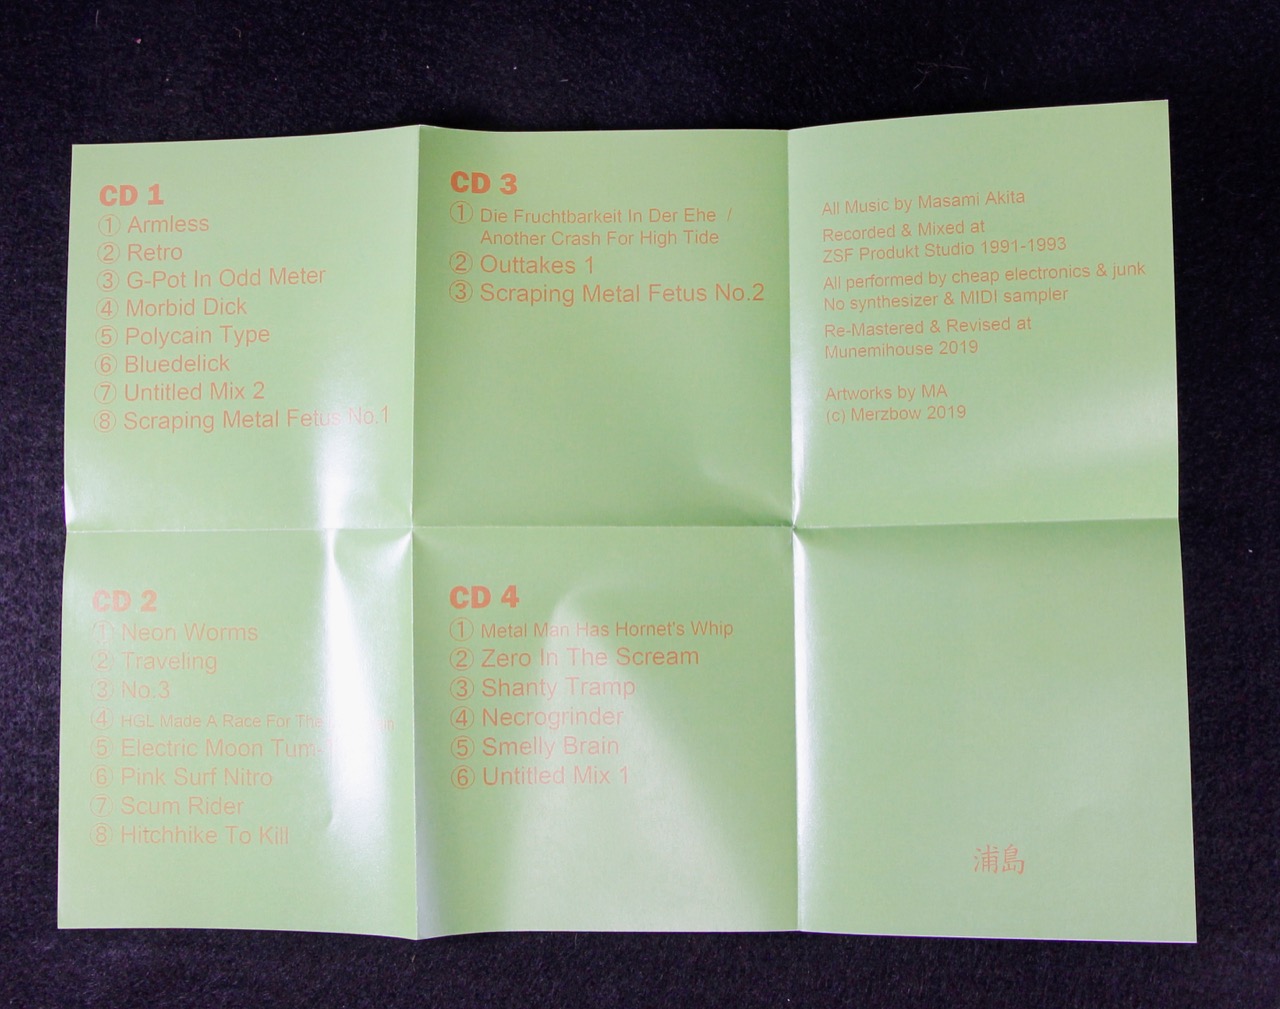 CD 1
① Armless
② Retro
③ G-Pot In Odd Meter
④ Morbid Dick
⑤ Polycain Type
⑥ Bluedelick
⑦ Untitled Mix 2
⑧ Scraping Metal Fetus No.1
CD 2
① Neon Worms
② Traveling
③ No.3
④ HGL Made A Race For The
⑤ Electric Moon
⑥ Pink Surf Nitro
⑦ Scum Rider
⑧ Hitchhike To Kill
CD 3
① Die Fruchtbarkeit In Der Ehe /
Another Crash For High Tide
② Outtakes 1
③ Scraping Metal Fetus No.2
CD 4
① Metal Man Has Hornet's Whip
② Zero In The Scream
③ Shanty Tramp
④ Necrogrinder
⑤ Smelly Brain
⑥ Untitled Mix 1
All Music by Masami Akita
Recorded & Mixed at
ZSF Produkt Studio 1991-1993
All performed by cheap electronics & junk
No synthesizer & MIDI sampler
Re-Mastered & Revised at
Munemihouse 2019
Artworks by MA
(c) Merzbow 2019
浦島